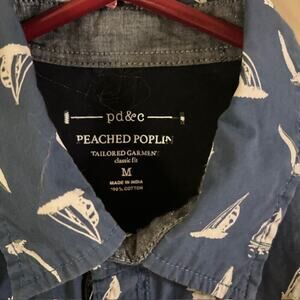 pd&c
PEACHED POPLIN
TAILORED GARMENT
classic fit
M
MADE IN INDIA
100% COTTON